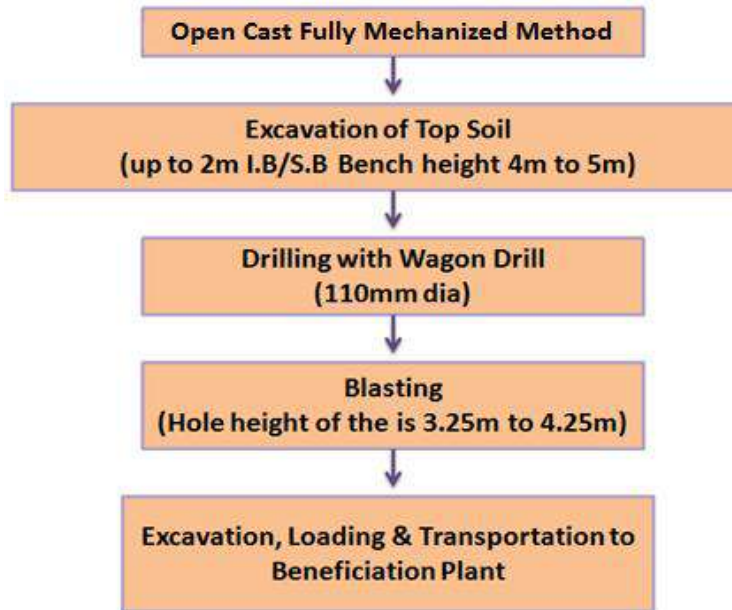 Open Cast Fully Mechanized Method
Excavation of Top Soil
(up to 2m I.B/S.B Bench height 4m to 5m)
Drilling with Wagon Drill
(110mm dia)
Blasting
(Hole height of the is 3.25m to 4.25m)
Excavation, Loading & Transportation to
Beneficiation Plant